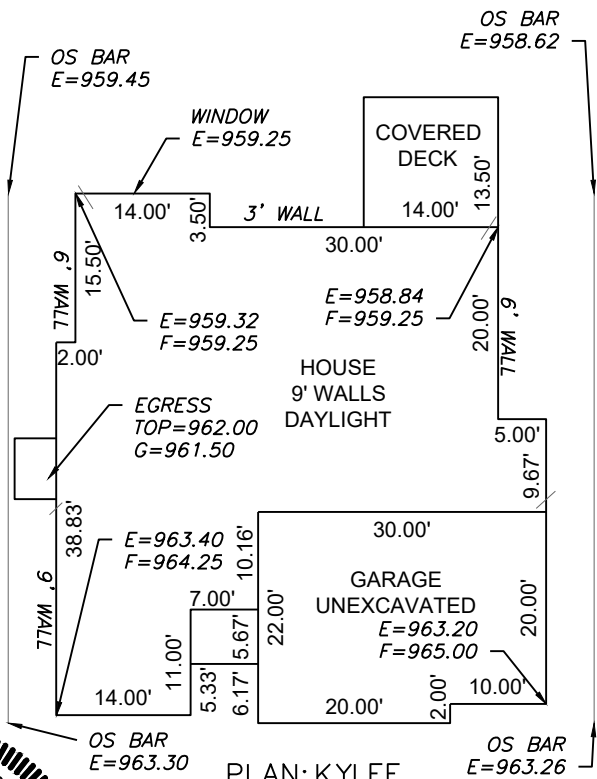 OS BAR
E=958.62
OS BAR
E=959.45
WINDOW
E=959.25
COVERED
DECK
13.50'
14.00'
3.50'
3' WALL
14.00'
30.00'
6' WALL
15.50'
E=959.32
F=959.25
E=958.84
F=959.25
20.00'
6' WALL
2.00'
HOUSE
9' WALLS
DAYLIGHT
EGRESS
TOP=962.00
G=961.50
5.00'
9.67'
38.83'
9' WALL
E=963.40
F=964.25
10.16'
30.00'
GARAGE
UNEXCAVATED
E=963.20
F=965.00
20.00'
7.00'
5.67'
22.00'
11.00'
5.33'
6.17'
14.00'
20.00'
2.00'
10.00'
OS BAR
E=963.30
OS BAR
E=963.26
PLAN: KYLEE